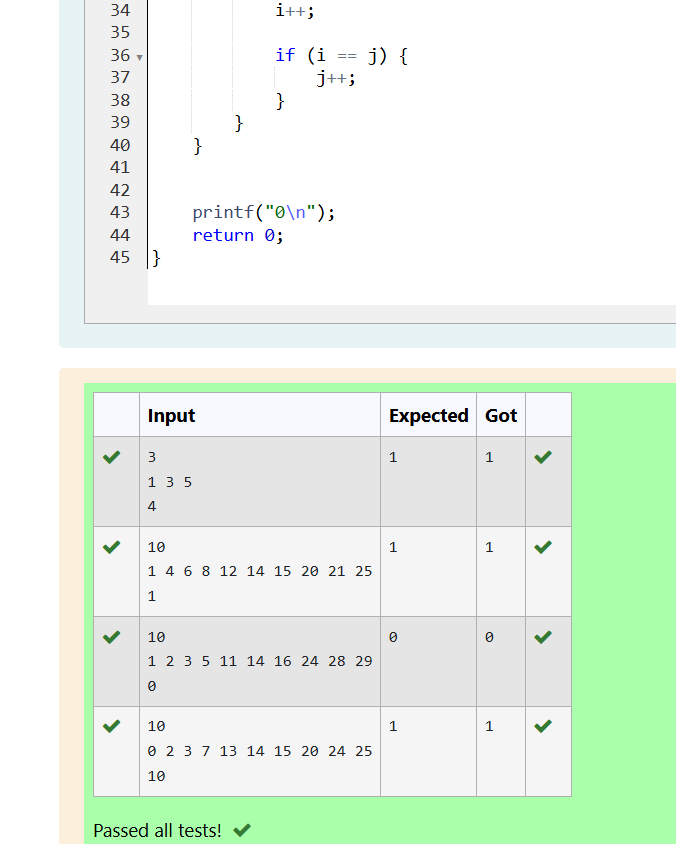 34 i++;
35
36 if (i == j) {
37 j++;
38 }
39 }
40 }
41
42
43 printf("0\n");
44 return 0;
45 }
Input Expected Got
3 1 1
1 3 5
4
10 1 1
1 4 6 8 12 14 15 20 21 25
1
10 0 0
1 2 3 5 11 14 16 24 28 29
0
10 1 1
0 2 3 7 13 14 15 20 24 25
10
Passed all tests!